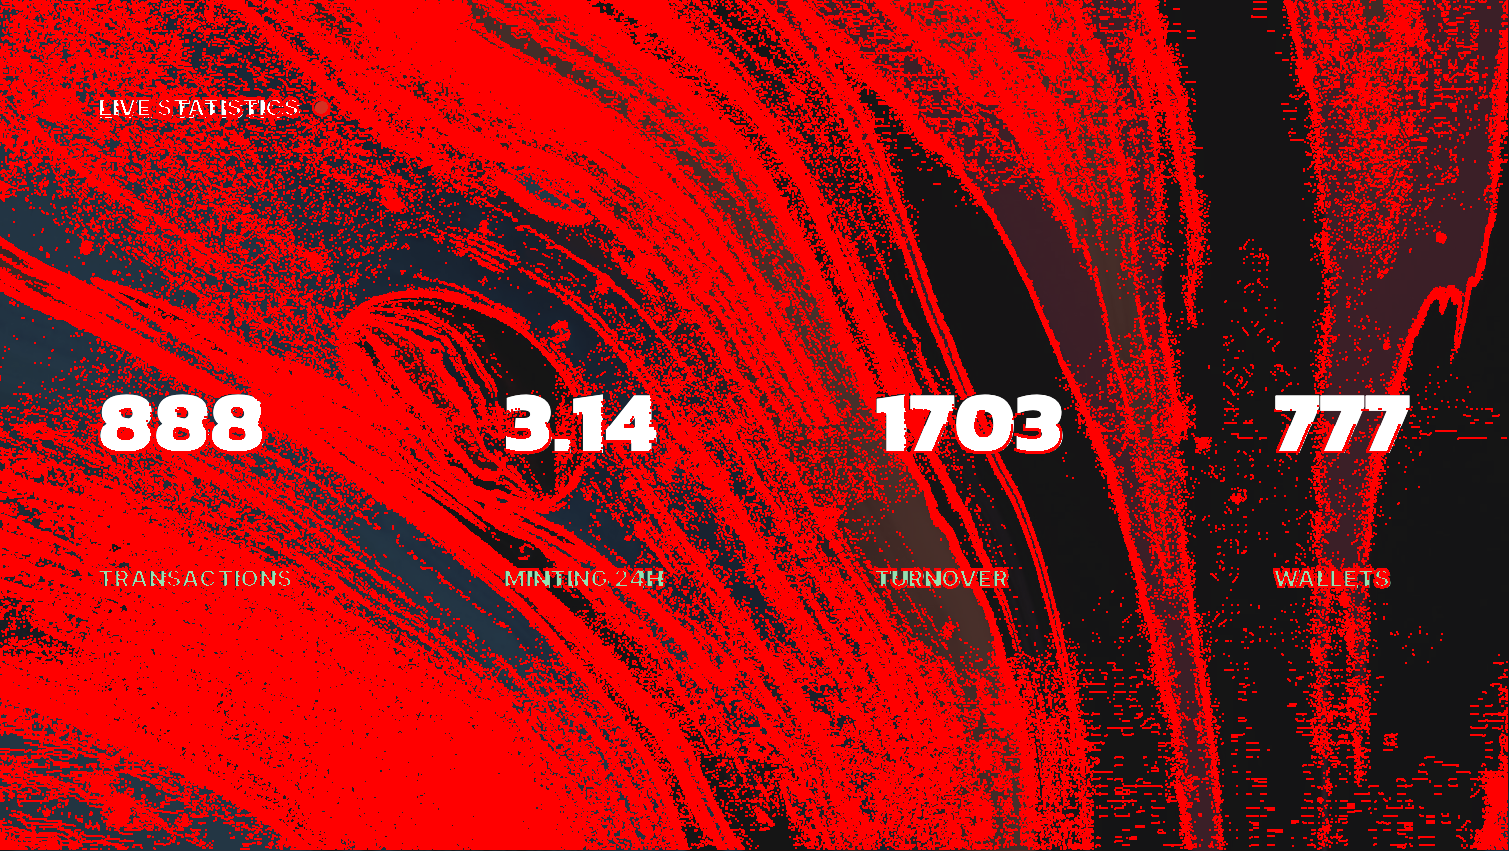 LIVE STATISTICS
888 3.14 1703 777
TRANSACTIONS MINTING 24H TURNOVER WALLETS